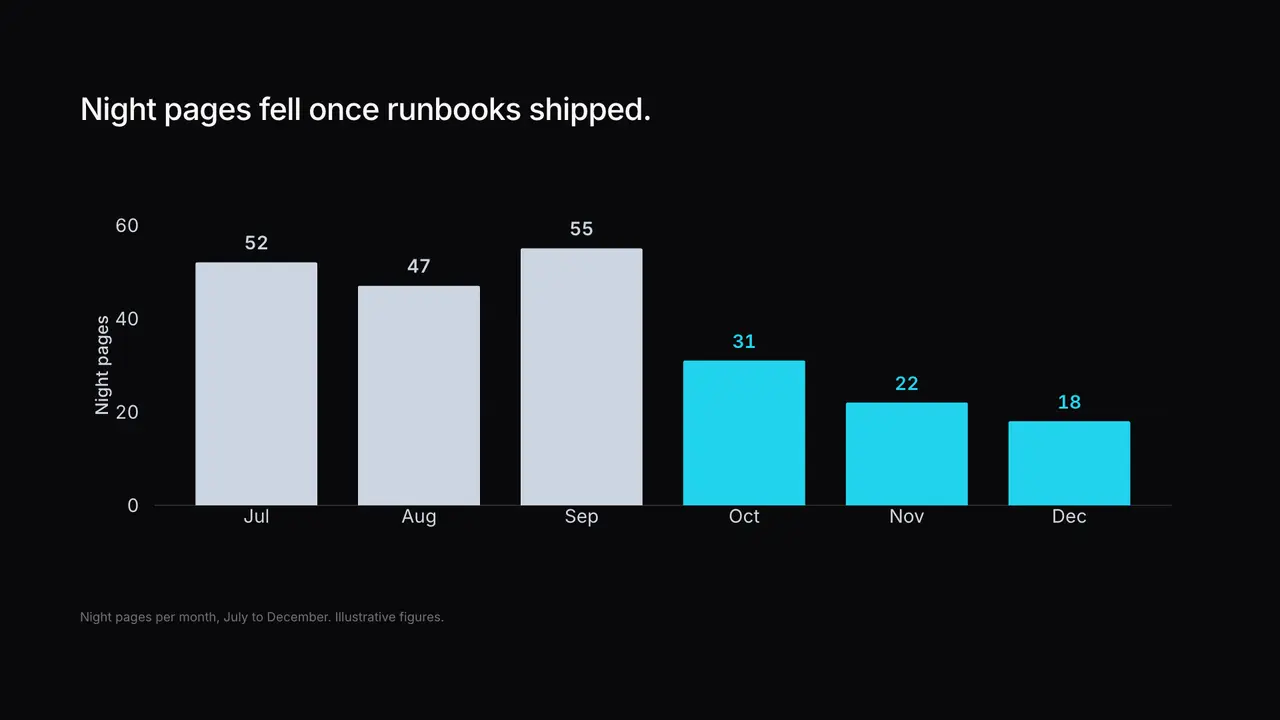 Night pages fell once runbooks shipped.
60
40
20
0
Night pages
52
47
55
31
22
18
Jul
Aug
Sep
Oct
Nov
Dec
Night pages per month, July to December. Illustrative figures.